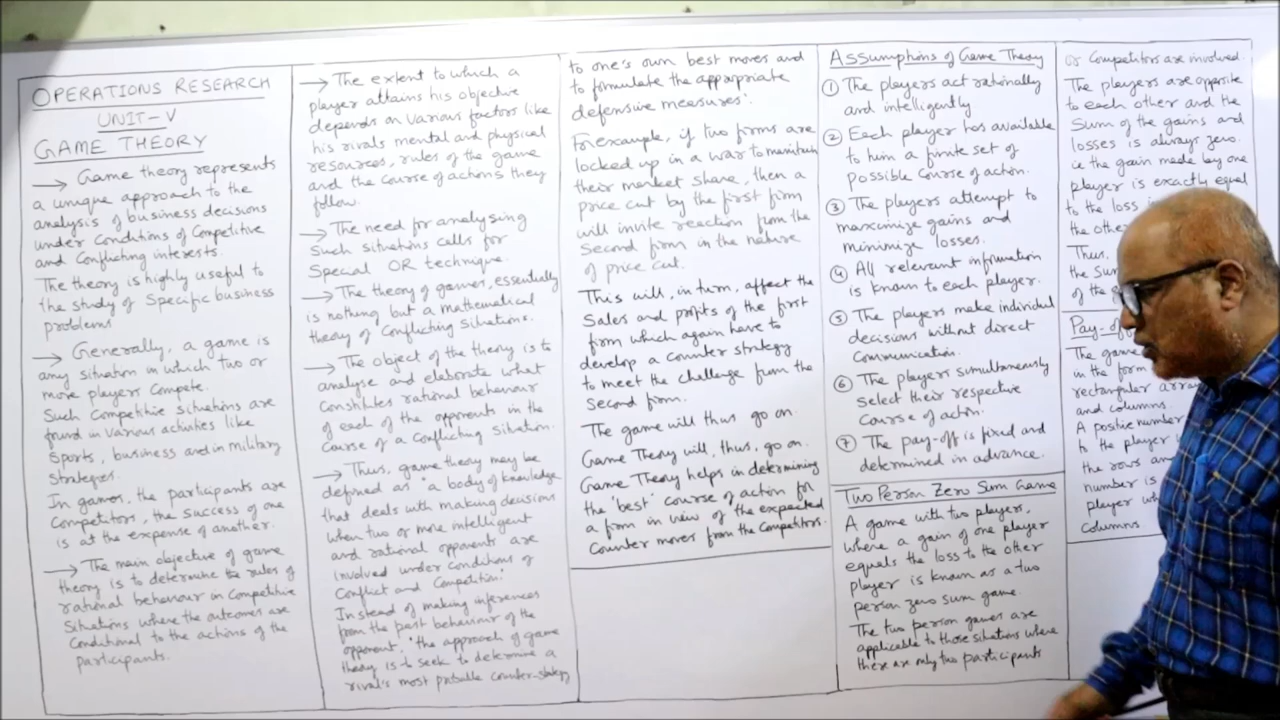 OPERATIONS RESEARCH
UNIT-V
GAME THEORY
→ Game theory represents
a unique approach to the
analysis of business decisions
under Conditions of Competitive
and Conflicting interests.
The theory is highly useful to
the study of Specific business
problems
→ Generally, a game is
any situation in which two or
more players Compete.
Such Competitive situations are
found in various activities like
Sports, business and in military
Strategies.
In games, the participants are
Competitors, the success of one
is at the expense of another.
→ The main objective of game
theory is to determine the rules of
rational behaviour in Competitive
Situations where the outcomes are
Conditional to the actions of the
participants.
→ The extent to which a
player attains his objective
depends on various factors like
his rivals mental and physical
resources, rules of the game
and the course of actions they
follow.
→ The need for analysing
Such situations calls for
Special OR technique.
→ The theory of games, essentially
is nothing but a mathematical
theory of Conflicting Situations.
→ The object of the theory is to
analyse and elaborate what
Constitutes rational behaviour
of each of the opponents in the
Course of a Conflicting Situation.
→ Thus, game theory may be
defined as "a body of knowledge
that deals with making decisions
when two or more intelligent
and rational opponents are
involved under conditions of
Conflict and Competition."
Instead of making inferences
from the past behaviour of the
opponent, "the approach of game
theory is to seek to determine a
rival's most probable counter-strategy
to one's own best moves and
to formulate the appropriate
defensive measures".
For example, if two firms are
locked up in a war to maintain
their market share, then a
price cut by the first firm
will invite reaction from the
Second firm in the nature
of price cut.
This will, in turn, affect the
Sales and profits of the first
firm which again have to
develop a counter strategy
to meet the challenge from the
Second firm.
The game will thus go on.
Game Theory will, thus, go on.
Game Theory helps in determining
the 'best' course of action for
a firm in view of the expected
Counter moves from the Competitors.
Assumptions of Game Theory
① The players act rationally
and intelligently
② Each player has available
to him a finite set of
possible Course of action.
③ The players attempt to
maximize gains and
minimize losses.
④ All relevant information
is known to each player.
⑤ The players make individual
decisions without direct
Communication.
⑥ The players simultaneously
Select their respective
Course of action.
⑦ The pay-off is fixed and
determined in advance.
Two Person Zero Sum Game
A game with two players,
where a gain of one player
equals the loss to the other
player is known as a two
person zero sum game.
The two person games are
applicable to those situations where
there are only two participants
or Competitors are involved
The players are opposite
to each other and the
Sum of the gains and
losses is always zero.
i.e the gain made by one
player is exactly equal
to the loss
the other
Thus,
the Sum
of the
Pay-off
The game
in the form
rectangular array
and columns.
A positive number
to the player
the rows and
number is
player wh
columns